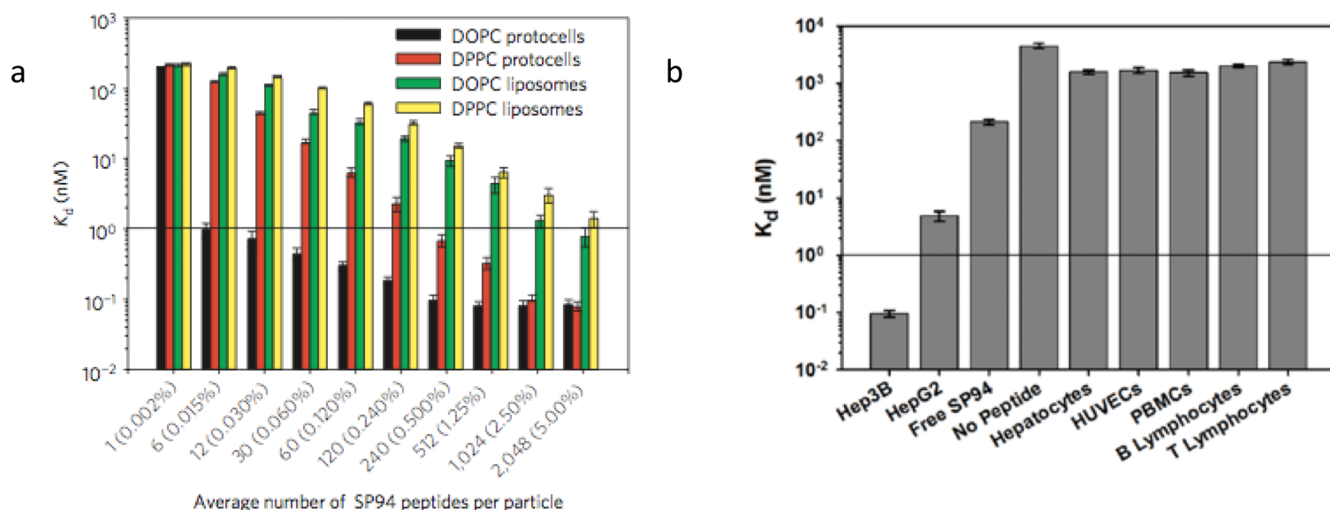 a
10³
10²
10¹
10⁰
10⁻¹
10⁻²
K_d (nM)
DOPC protocells
DPPC protocells
DOPC liposomes
DPPC liposomes
1 (0.002%)
6 (0.015%)
12 (0.030%)
30 (0.060%)
60 (0.120%)
120 (0.240%)
240 (0.500%)
512 (1.25%)
1,024 (2.50%)
2,048 (5.00%)
Average number of SP94 peptides per particle
b
10⁴
10³
10²
10¹
10⁰
10⁻¹
10⁻²
K_d (nM)
Hep3B
HepG2
Free SP94
No Peptide
Hepatocytes
HUVECs
PBMCs
B Lymphocytes
T Lymphocytes